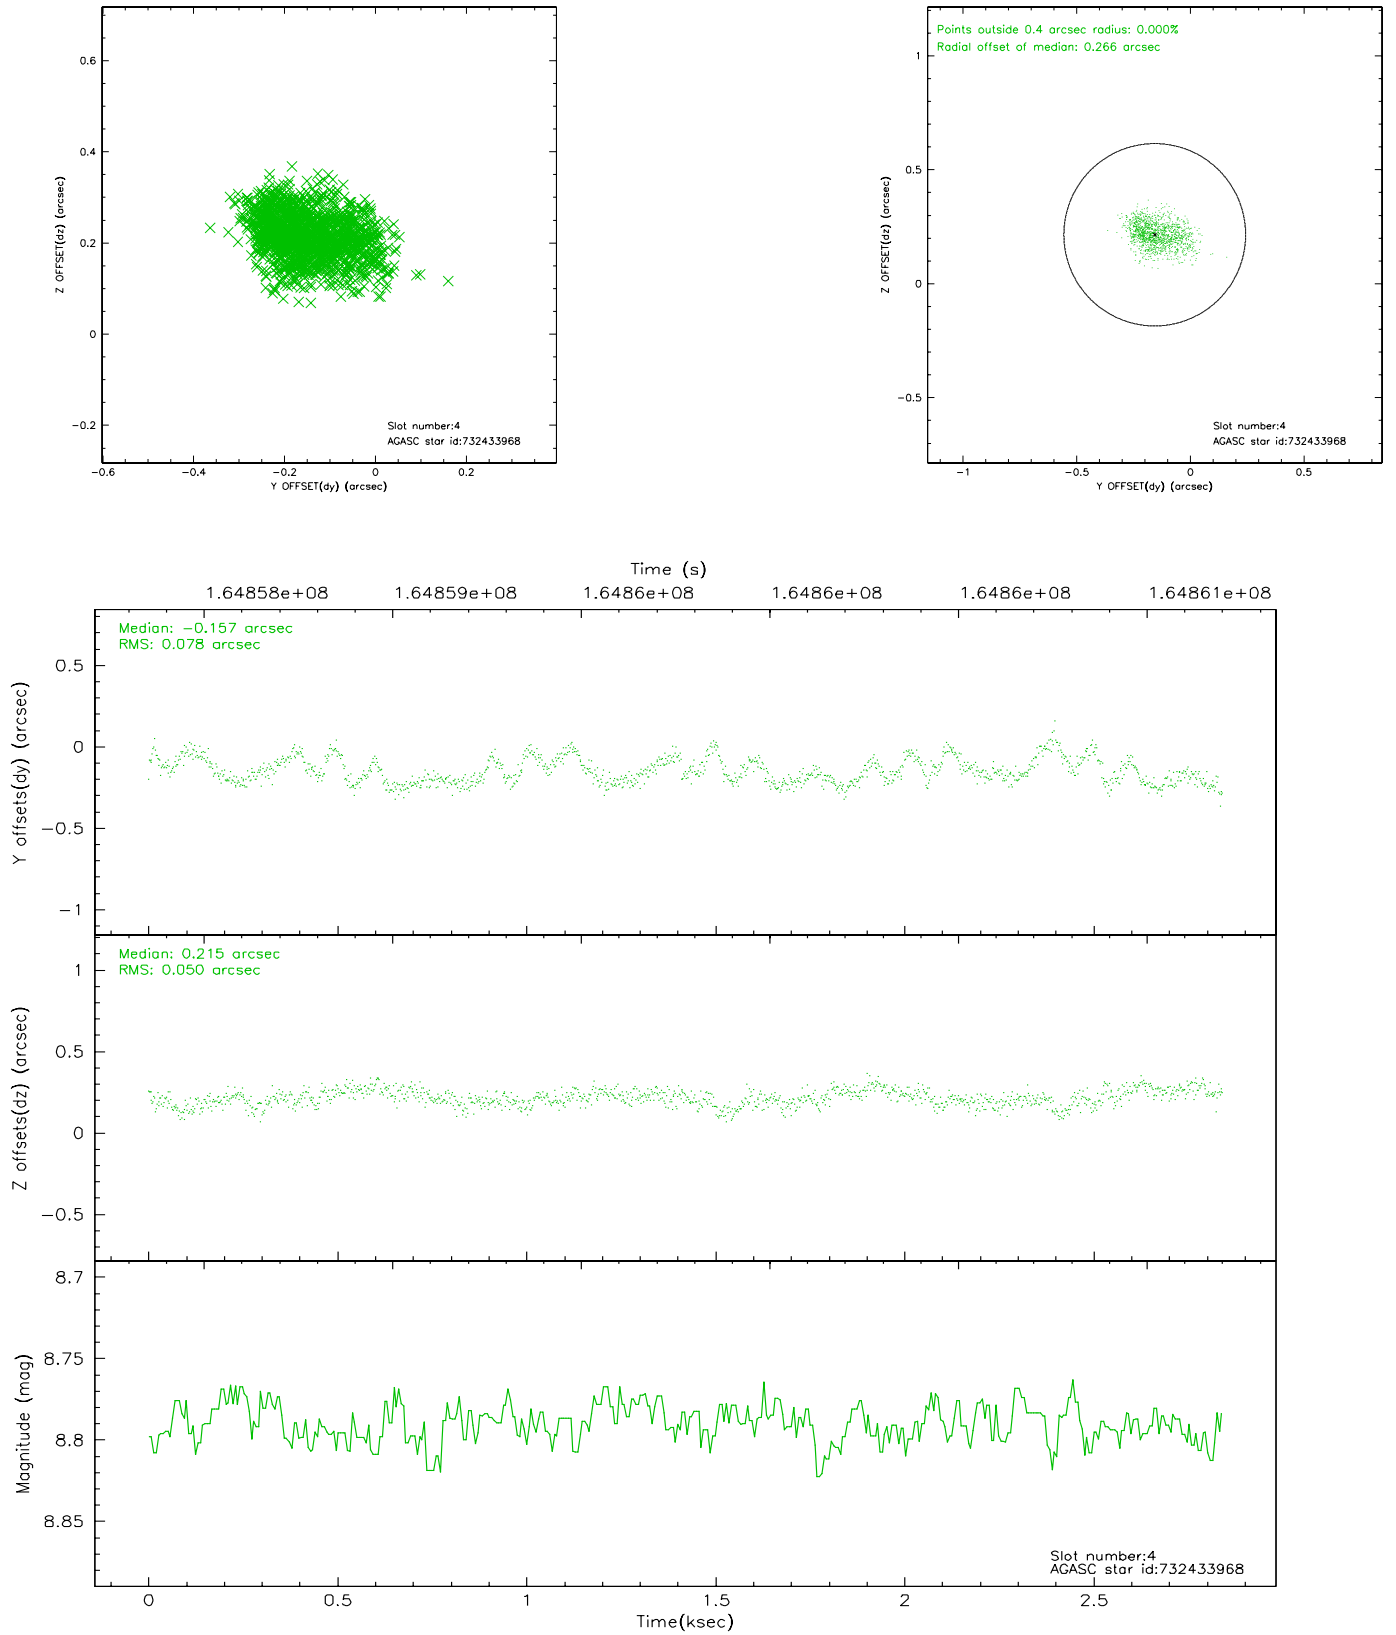 0.6
0.4
0.2
0
−0.2
Z OFFSET(dz) (arcsec)
Slot number:4
AGASC star id:732433968
−0.6
−0.4
−0.2
0
0.2
Y OFFSET(dy) (arcsec)
Points outside 0.4 arcsec radius: 0.000%
Radial offset of median: 0.266 arcsec
1
0.5
0
−0.5
Z OFFSET(dz) (arcsec)
Slot number:4
AGASC star id:732433968
−1
−0.5
0
0.5
Y OFFSET(dy) (arcsec)
Time (s)
1.64858e+08
1.64859e+08
1.6486e+08
1.6486e+08
1.6486e+08
1.64861e+08
Median: −0.157 arcsec
RMS: 0.078 arcsec
0.5
0
−0.5
−1
Y offsets(dy) (arcsec)
Median: 0.215 arcsec
RMS: 0.050 arcsec
1
0.5
0
−0.5
Z offsets(dz) (arcsec)
8.7
8.75
8.8
8.85
Magnitude (mag)
Slot number:4
AGASC star id:732433968
0
0.5
1
1.5
2
2.5
Time(ksec)